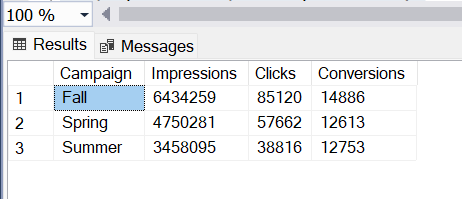 100 %
Results Messages
Campaign Impressions Clicks Conversions
1 Fall 6434259 85120 14886
2 Spring 4750281 57662 12613
3 Summer 3458095 38816 12753